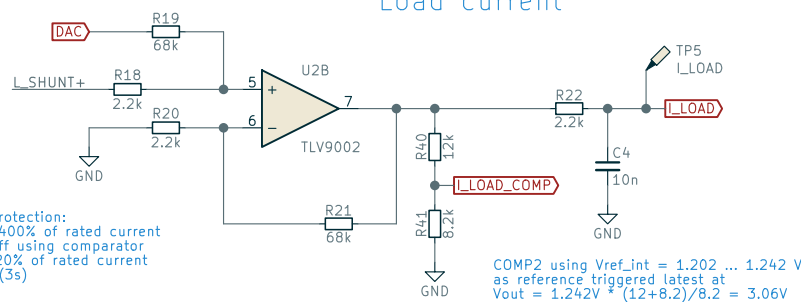 Load current
R19
DAC
68k
TP5
I_LOAD
U2B
L_SHUNT+
R18
5
+
2.2k
7
R22
2.2k
I_LOAD
R20
6
-
2.2k
TLV9002
R40
12k
C4
10n
GND
I_LOAD_COMP
R21
68k
R41
8.2k
GND
GND
rotection:
400% of rated current
ff using comparator
20% of rated current
(3s)
COMP2 using Vref_int = 1.202 ... 1.242 V
as reference triggered latest at
Vout = 1.242V * (12+8.2)/8.2 = 3.06V